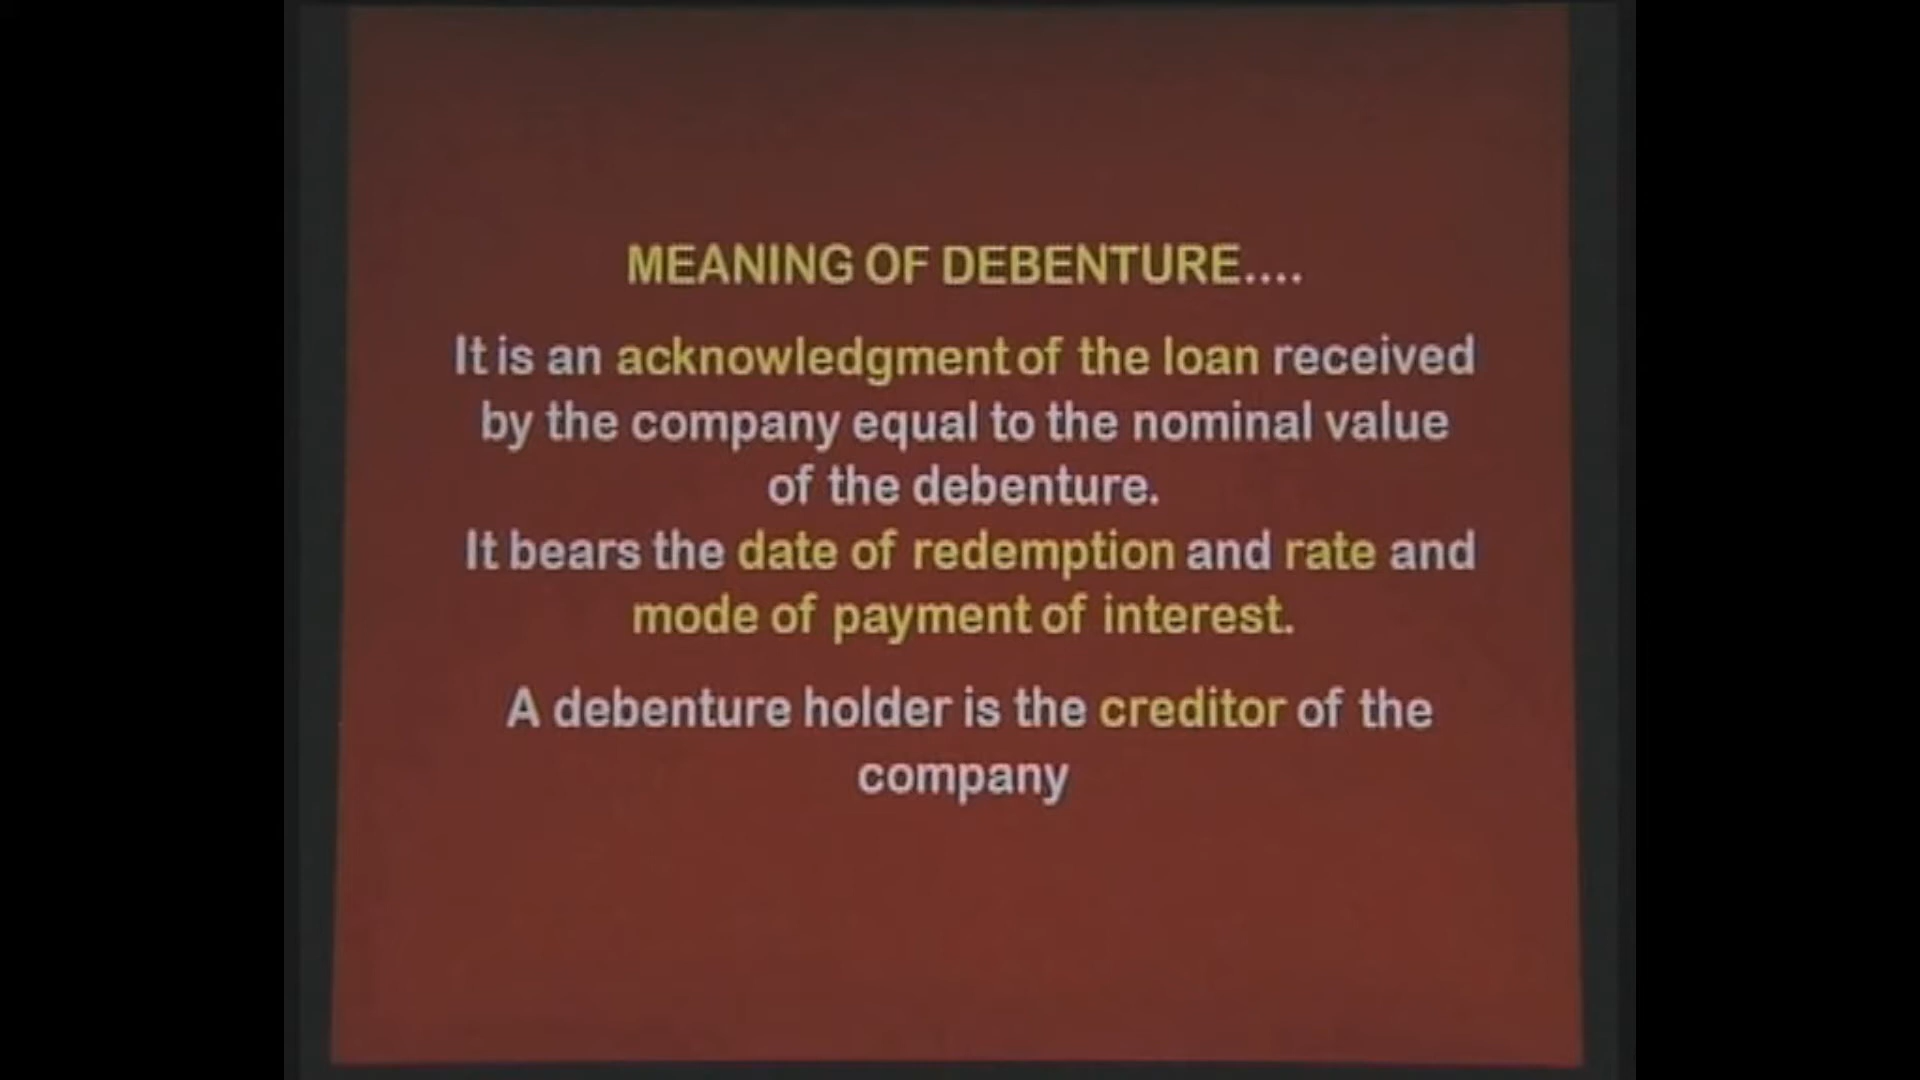 MEANING OF DEBENTURE....
It is an acknowledgment of the loan received
by the company equal to the nominal value
of the debenture.
It bears the date of redemption and rate and
mode of payment of interest.
A debenture holder is the creditor of the
company